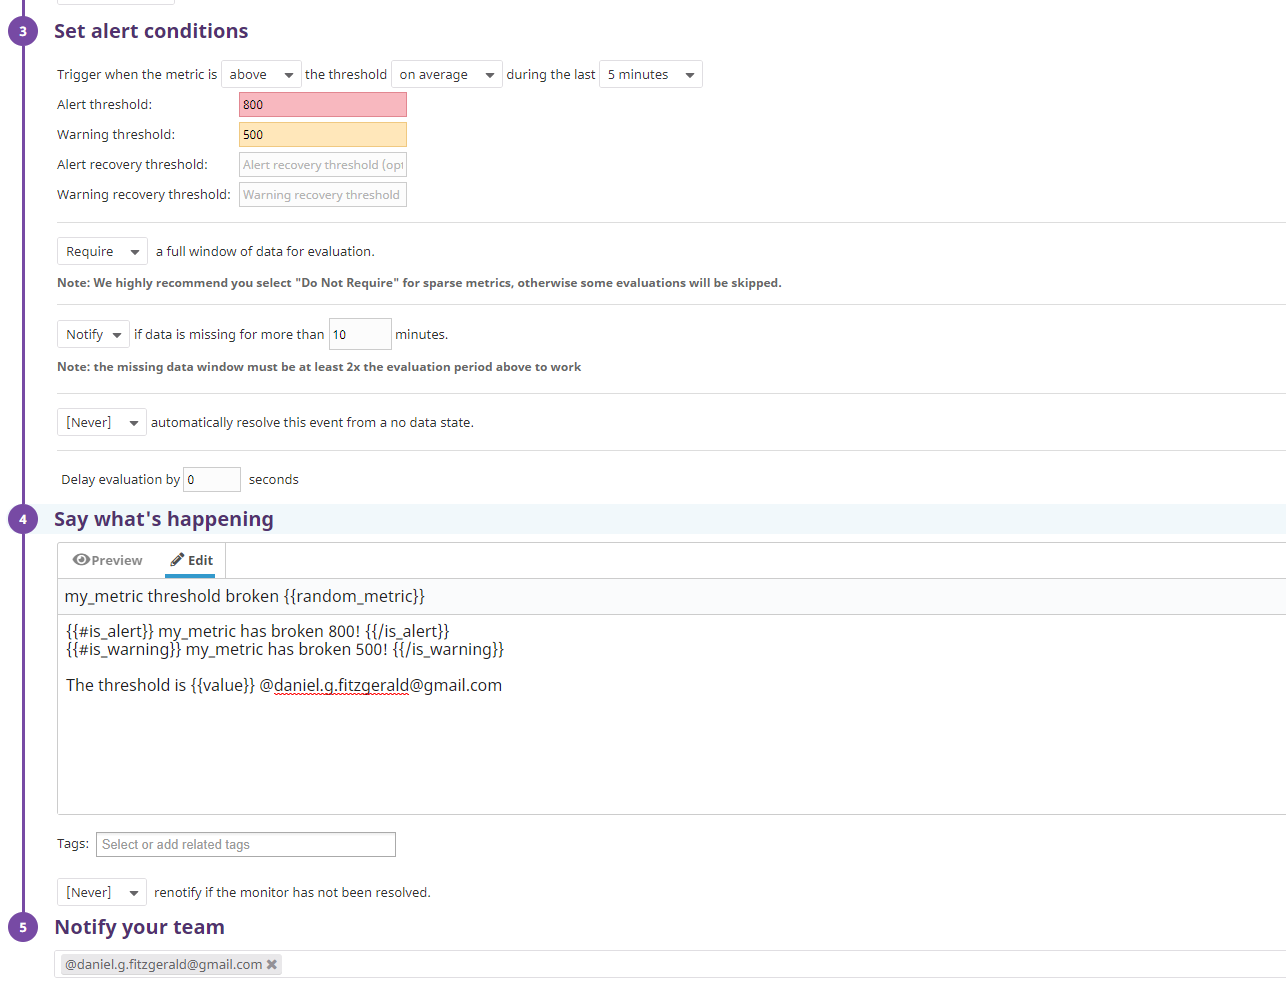 3 Set alert conditions
Trigger when the metric is above the threshold on average during the last 5 minutes
Alert threshold: 800
Warning threshold: 500
Alert recovery threshold: Alert recovery threshold (opt
Warning recovery threshold: Warning recovery threshold
Require a full window of data for evaluation.
Note: We highly recommend you select "Do Not Require" for sparse metrics, otherwise some evaluations will be skipped.
Notify if data is missing for more than 10 minutes.
Note: the missing data window must be at least 2x the evaluation period above to work
[Never] automatically resolve this event from a no data state.
Delay evaluation by 0 seconds
4 Say what's happening
Preview Edit
my_metric threshold broken {{random_metric}}
{{#is_alert}} my_metric has broken 800! {{/is_alert}}
{{#is_warning}} my_metric has broken 500! {{/is_warning}}
The threshold is {{value}} @daniel.g.fitzgerald@gmail.com
Tags: Select or add related tags
[Never] renotify if the monitor has not been resolved.
5 Notify your team
@daniel.g.fitzgerald@gmail.com ✖